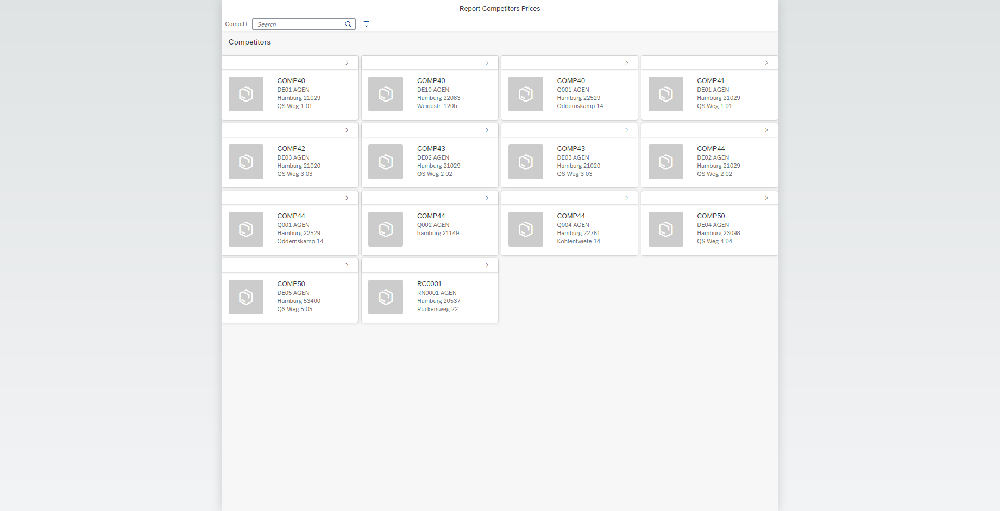 Report Competitors Prices
CompID:
Search
Competitors
COMP40
DE01 AGEN
Hamburg 21029
QS Weg 1 01
COMP40
DE10 AGEN
Hamburg 22083
Weidestr. 120b
COMP40
Q001 AGEN
Hamburg 22529
Oddernskamp 14
COMP41
DE01 AGEN
Hamburg 21029
QS Weg 1 01
COMP42
DE03 AGEN
Hamburg 21020
QS Weg 3 03
COMP43
DE02 AGEN
Hamburg 21029
QS Weg 2 02
COMP43
DE03 AGEN
Hamburg 21020
QS Weg 3 03
COMP44
DE02 AGEN
Hamburg 21029
QS Weg 2 02
COMP44
Q001 AGEN
Hamburg 22529
Oddernskamp 14
COMP44
Q002 AGEN
hamburg 21149
COMP44
Q004 AGEN
Hamburg 22761
Kohlentwiete 14
COMP50
DE04 AGEN
Hamburg 23098
QS Weg 4 04
COMP50
DE05 AGEN
Hamburg 53400
QS Weg 5 05
RC0001
RN0001 AGEN
Hamburg 20537
Rückersweg 22